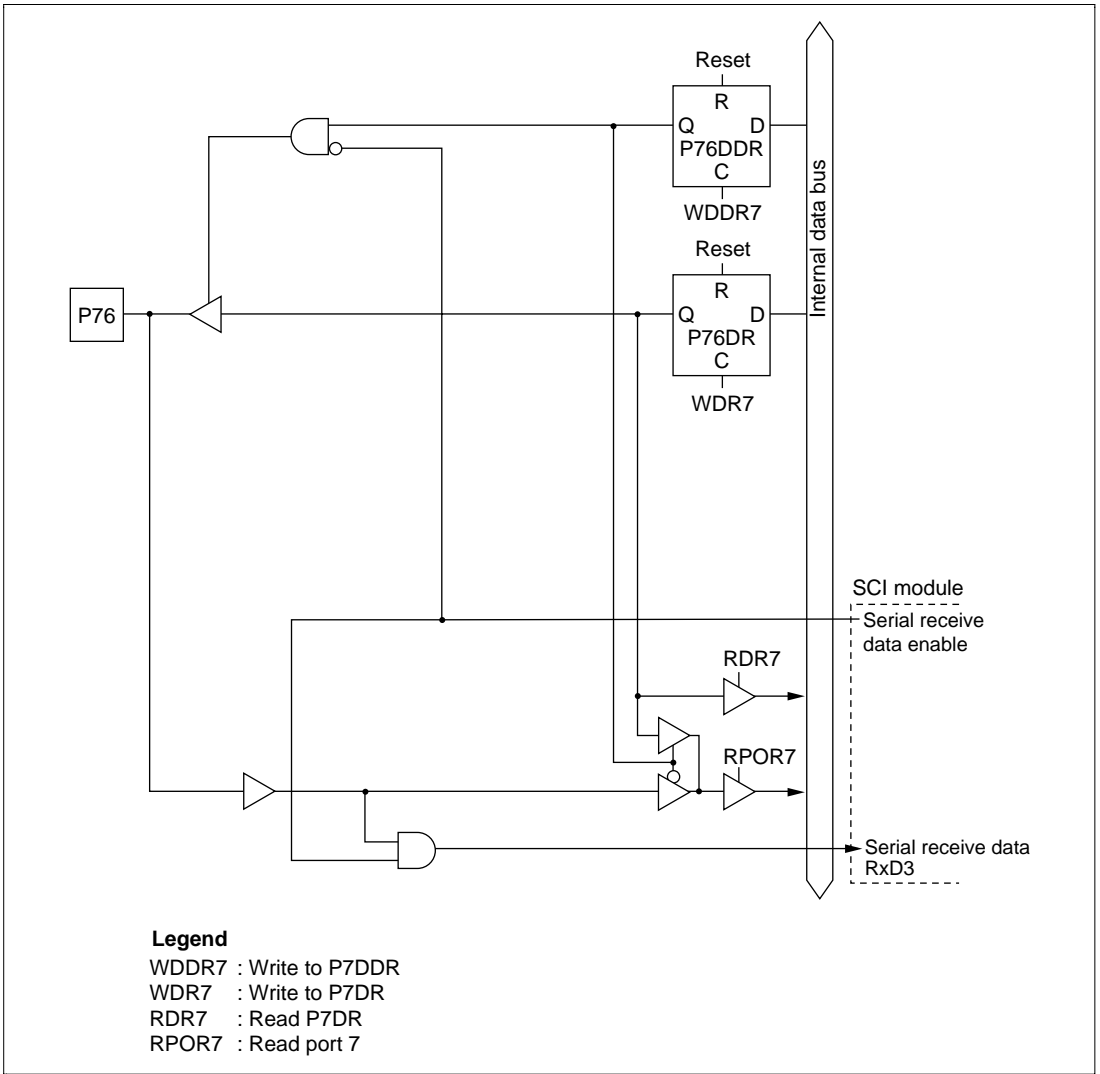 Reset
R
Q D
P76DDR
C
WDDR7
Reset
R
Q D
P76DR
C
WDR7
P76
Internal data bus
SCI module
Serial receive
data enable
RDR7
RPOR7
Serial receive data
RxD3
Legend
WDDR7 : Write to P7DDR
WDR7 : Write to P7DR
RDR7 : Read P7DR
RPOR7 : Read port 7